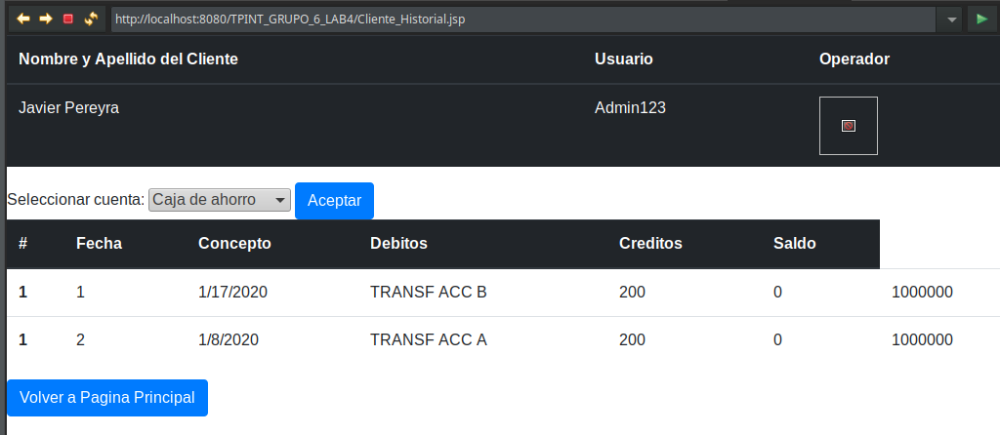 http://localhost:8080/TPINT_GRUPO_6_LAB4/Cliente_Historial.jsp
Nombre y Apellido del Cliente Usuario Operador
Javier Pereyra Admin123
Seleccionar cuenta: Caja de ahorro Aceptar
# Fecha Concepto Debitos Creditos Saldo
1 1 1/17/2020 TRANSF ACC B 200 0 1000000
1 2 1/8/2020 TRANSF ACC A 200 0 1000000
Volver a Pagina Principal